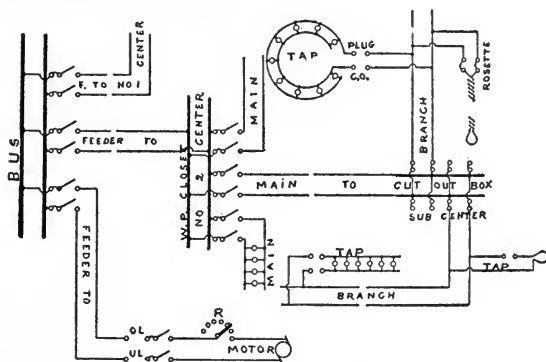 BUS
F. TO NO 1
CENTER
FEEDER TO
W.P. CLOSET
NO 2
CENTER
MAIN
TAP
PLUG
C.O.
BRANCH
ROSETTE
MAIN TO
CUT OUT BOX
SUB CENTER
MAIN
TAP
TAP
BRANCH
FEEDER TO
OL
UL
R
MOTOR